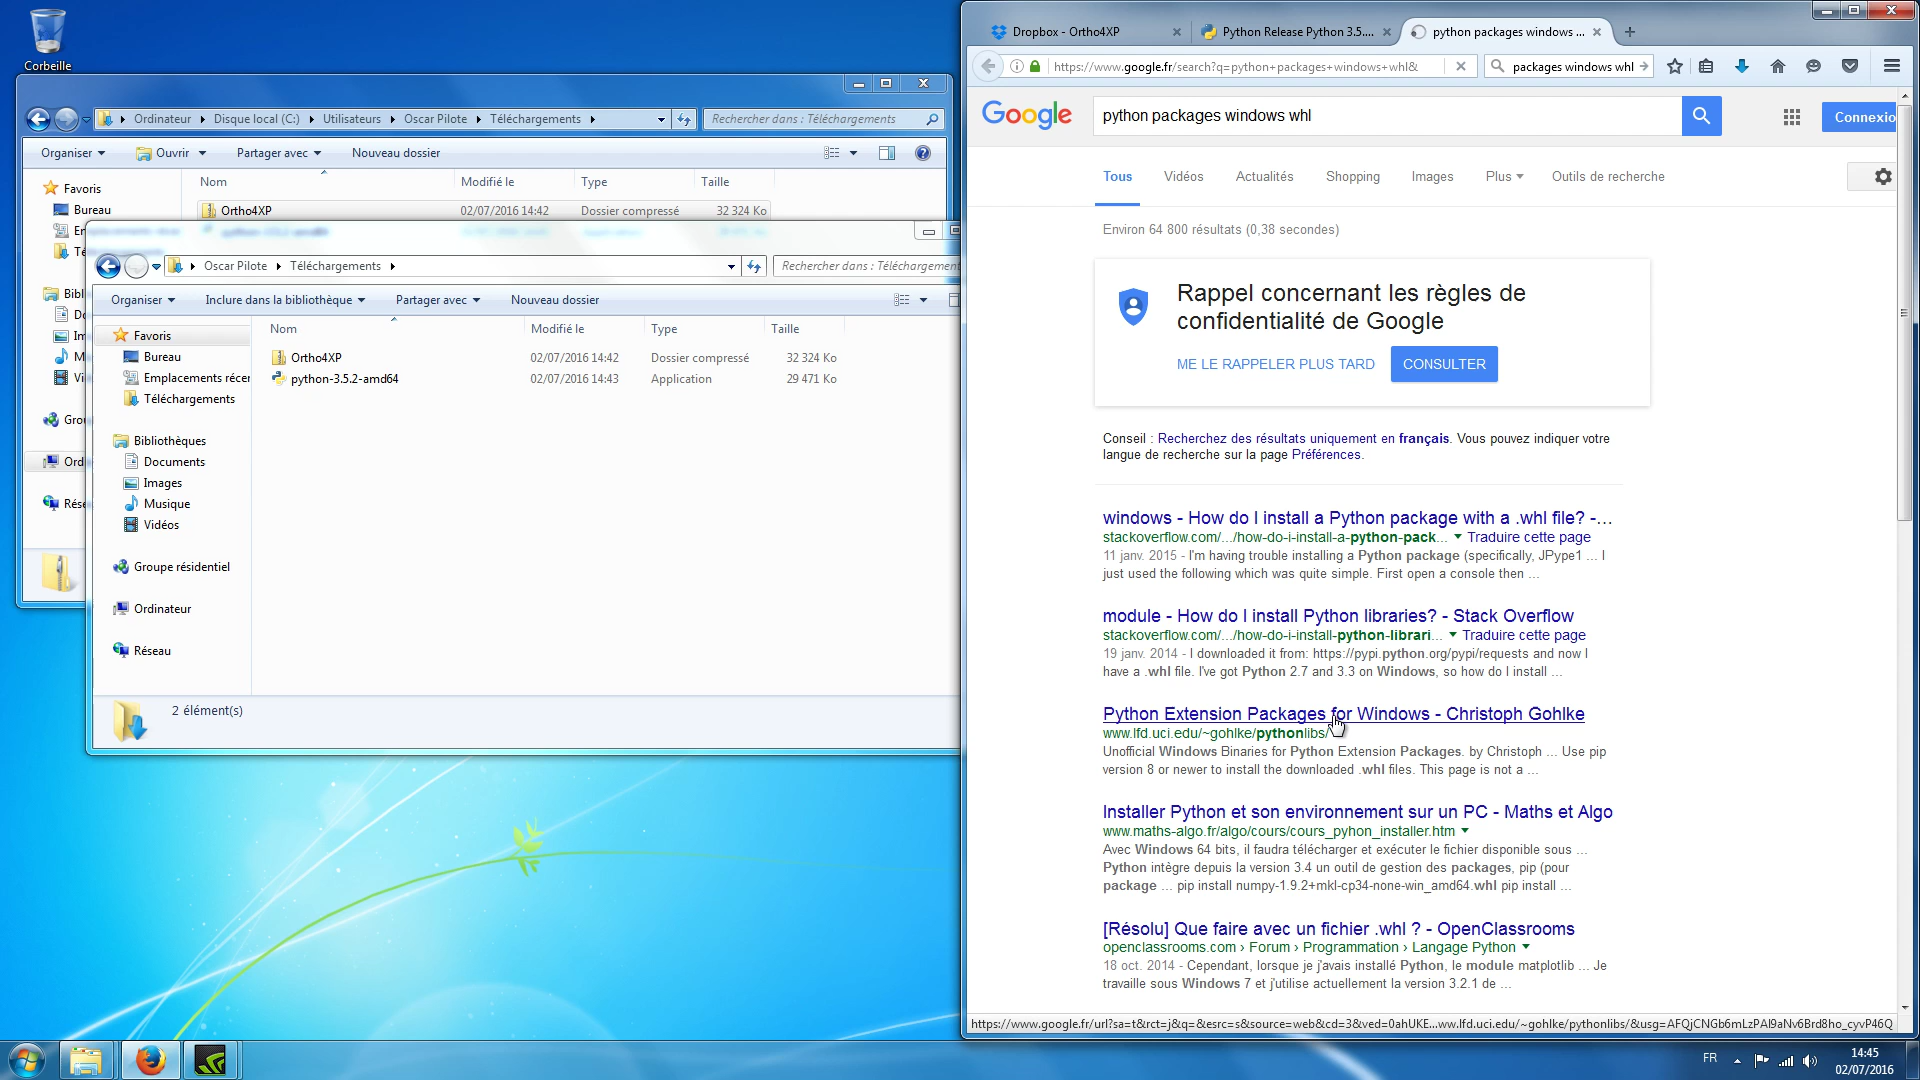 Corbeille
Ordinateur
Disque local (C:)
Utilisateurs
Oscar Pilote
Téléchargements
Rechercher dans : Téléchargements
Organiser
Ouvrir
Partager avec
Nouveau dossier
Favoris
Bureau
Nom
Modifié le
Type
Taille
Ortho4XP
02/07/2016 14:42
Dossier compressé
32 324 Ko
Oscar Pilote
Téléchargements
Rechercher dans : Téléchargement
Organiser
Inclure dans la bibliothèque
Partager avec
Nouveau dossier
Nom
Modifié le
Type
Taille
Ortho4XP
02/07/2016 14:42
Dossier compressé
32 324 Ko
python-3.5.2-amd64
02/07/2016 14:43
Application
29 471 Ko
Favoris
Bureau
Emplacements récer
Téléchargements
Bibliothèques
Documents
Images
Musique
Vidéos
Groupe résidentiel
Ordinateur
Réseau
2 élément(s)
Dropbox - Ortho4XP
Python Release Python 3.5....
python packages windows ...
https://www.google.fr/search?q=python+packages+windows+whl&
packages windows whl
Google
python packages windows whl
Connexio
Tous
Vidéos
Actualités
Shopping
Images
Plus
Outils de recherche
Environ 64 800 résultats (0,38 secondes)
Rappel concernant les règles de
confidentialité de Google
ME LE RAPPELER PLUS TARD
CONSULTER
Conseil : Recherchez des résultats uniquement en français. Vous pouvez indiquer votre
langue de recherche sur la page Préférences.
windows - How do I install a Python package with a .whl file? -...
stackoverflow.com/.../how-do-i-install-a-python-pack... Traduire cette page
11 janv. 2015 - I'm having trouble installing a Python package (specifically, JPype1 ... I
just used the following which was quite simple. First open a console then ...
module - How do I install Python libraries? - Stack Overflow
stackoverflow.com/.../how-do-i-install-python-librari... Traduire cette page
19 janv. 2014 - I downloaded it from: https://pypi.python.org/pypi/requests and now I
have a .whl file. I've got Python 2.7 and 3.3 on Windows, so how do I install ...
Python Extension Packages for Windows - Christoph Gohlke
www.lfd.uci.edu/~gohlke/pythonlibs/
Unofficial Windows Binaries for Python Extension Packages. by Christoph ... Use pip
version 8 or newer to install the downloaded .whl files. This page is not a ...
Installer Python et son environnement sur un PC - Maths et Algo
www.maths-algo.fr/algo/cours/cours_pyhon_installer.htm
Avec Windows 64 bits, il faudra télécharger et exécuter le fichier disponible sous ...
Python intègre depuis la version 3.4 un outil de gestion des packages, pip (pour
package ... pip install numpy-1.9.2+mkl-cp34-none-win_amd64.whl pip install ...
[Résolu] Que faire avec un fichier .whl ? - OpenClassrooms
openclassrooms.com › Forum › Programmation › Langage Python
18 oct. 2014 - Cependant, lorsque je j'avais installé Python, le module matplotlib ... Je
travaille sous Windows 7 et j'utilise actuellement la version 3.2.1 de ...
https://www.google.fr/url?sa=t&rct=j&q=&esrc=s&source=web&cd=3&ved=0ahUKE...ww.lfd.uci.edu/~gohlke/pythonlibs/&usg=AFQjCNGb6mLzPAl9aNv6Brd8ho_cyvP46Q
FR
14:45
02/07/2016